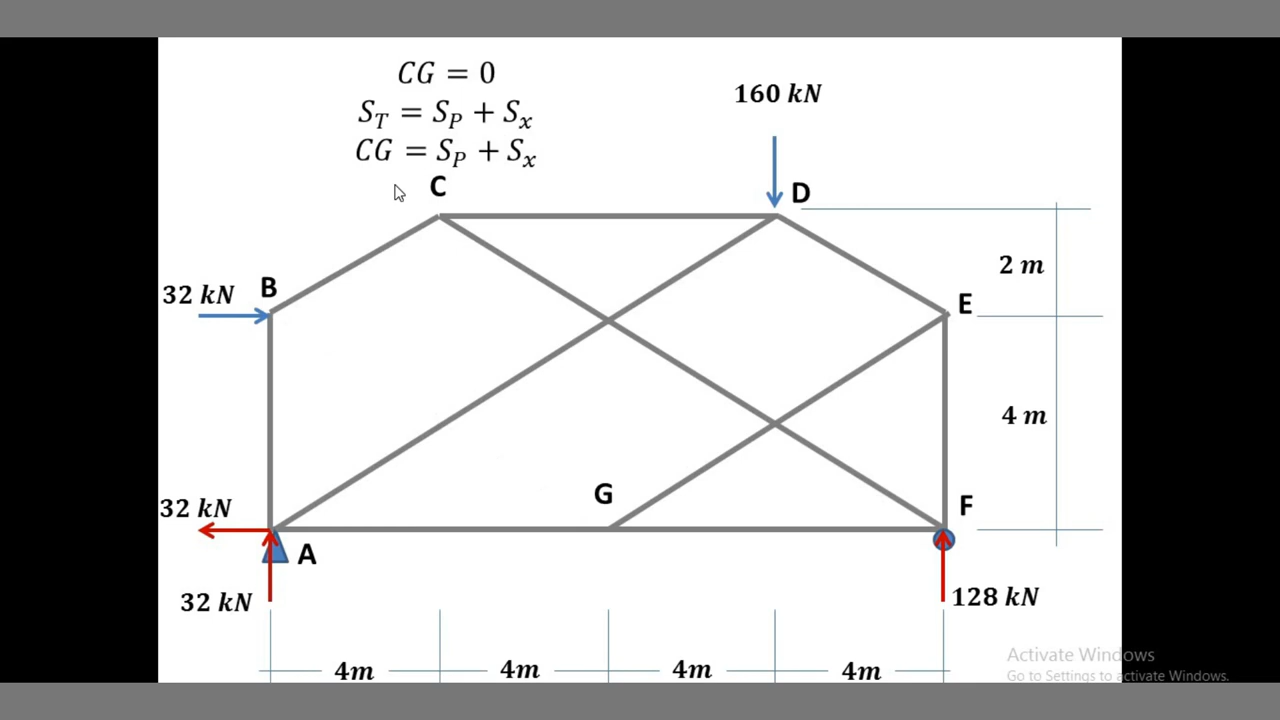 CG = 0
S_T = S_P + S_x
CG = S_P + S_x
160 kN
C
D
2 m
32 kN
B
E
4 m
G
F
32 kN
A
32 kN
128 kN
4m
4m
4m
4m
Activate Windows
Go to Settings to activate Windows.